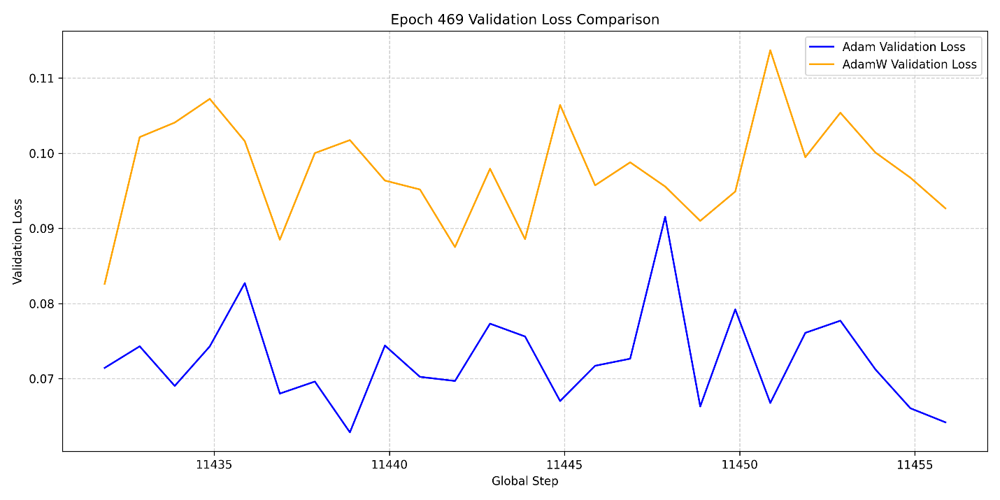 Epoch 469 Validation Loss Comparison
Adam Validation Loss
AdamW Validation Loss
Validation Loss
0.11
0.10
0.09
0.08
0.07
11435
11440
11445
11450
11455
Global Step